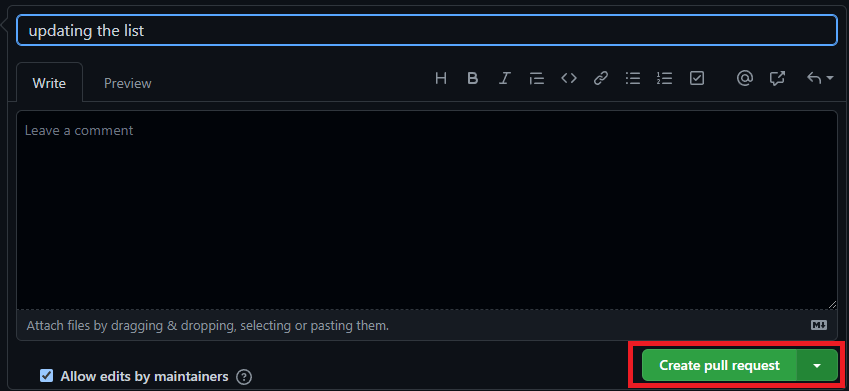 updating the list
Write Preview
Leave a comment
Attach files by dragging & dropping, selecting or pasting them.
Allow edits by maintainers
Create pull request